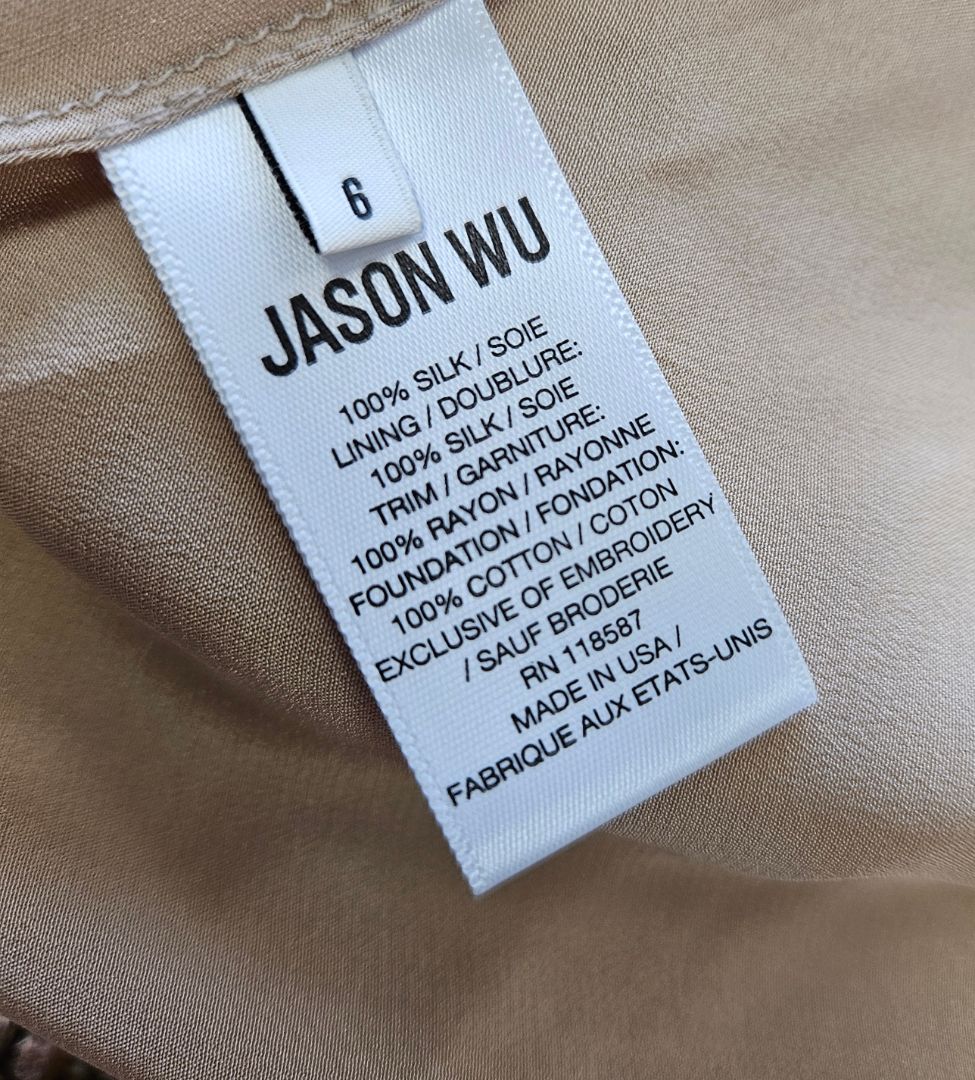 6
JASON WU
100% SILK / SOIE
LINING / DOUBLURE:
100% SILK / SOIE
TRIM / GARNITURE:
100% RAYON / RAYONNE
FOUNDATION / FONDATION:
100% COTTON / COTON
EXCLUSIVE OF EMBROIDERY
/ SAUF BRODERIE
RN 118587
MADE IN USA /
FABRIQUE AUX ETATS-UNIS